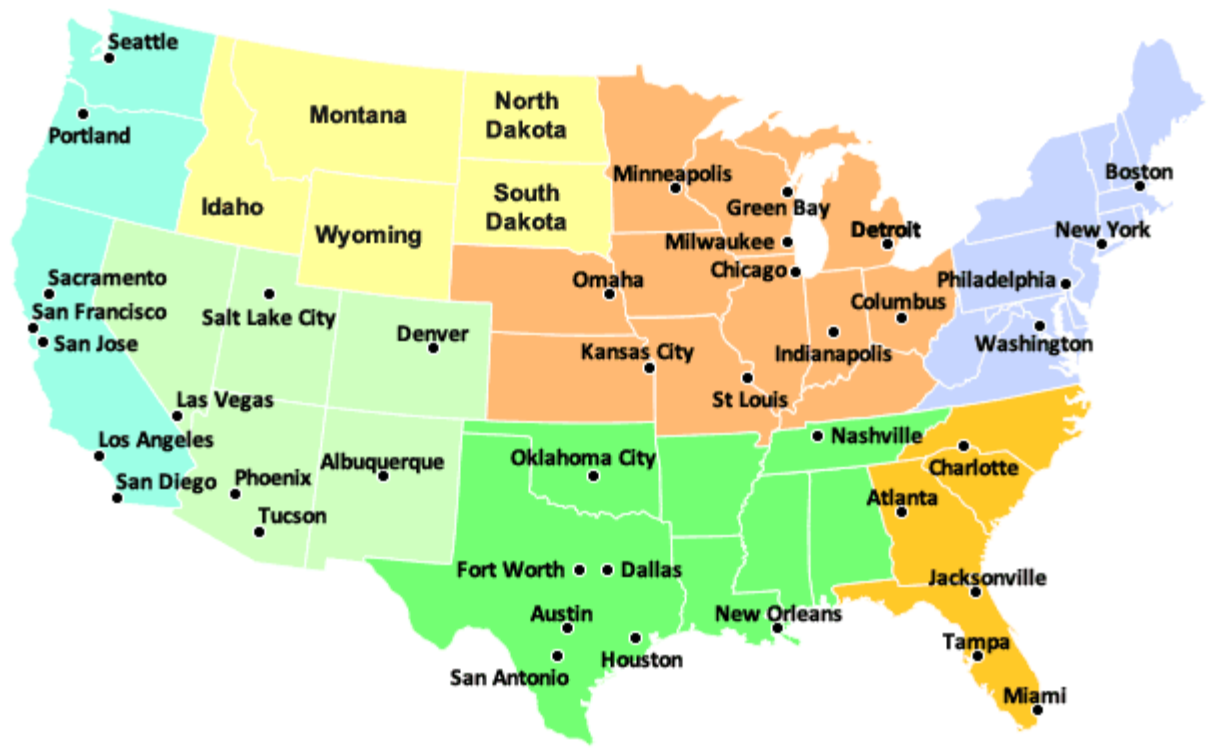 Seattle
Portland
Montana
North
Dakota
Minneapolis
Boston
South
Dakota
Idaho
Green Bay
Wyoming
Detroit
New York
Milwaukee
Chicago
Sacramento
Omaha
Philadelphia
San Francisco
Salt Lake City
Columbus
San Jose
Denver
Washington
Kansas City
Indianapolis
Las Vegas
St Louis
Los Angeles
Nashville
Albuquerque
Oklahoma City
Charlotte
San Diego
Phoenix
Atlanta
Tucson
Fort Worth
Dallas
Jacksonville
Austin
New Orleans
Tampa
Houston
San Antonio
Miami